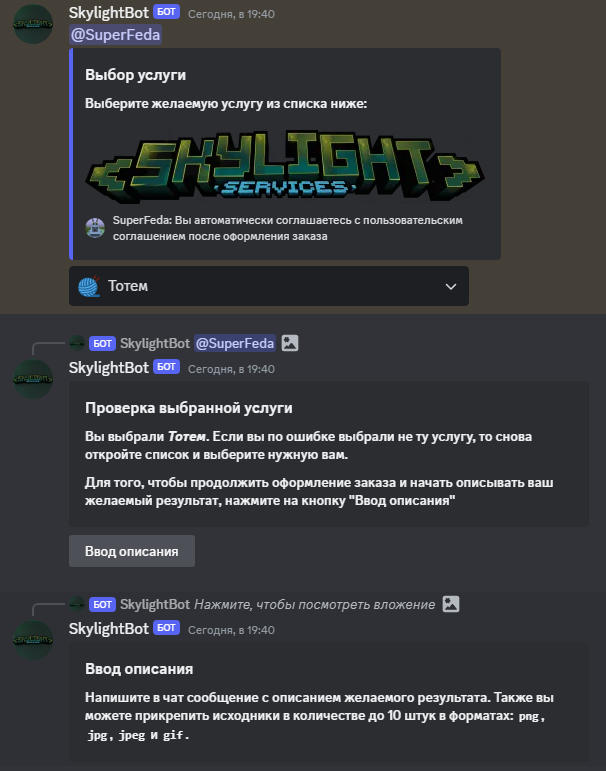 SkylightBot БОТ Сегодня, в 19:40
@SuperFeda
Выбор услуги
Выберите желаемую услугу из списка ниже:
SKYLIGHT
SERVICES
SuperFeda: Вы автоматически соглашаетесь с пользовательским
соглашением после оформления заказа
Тотем
БОТ SkylightBot @SuperFeda
SkylightBot БОТ Сегодня, в 19:40
Проверка выбранной услуги
Вы выбрали Тотем. Если вы по ошибке выбрали не ту услугу, то снова
откройте список и выберите нужную вам.
Для того, чтобы продолжить оформление заказа и начать описывать ваш
желаемый результат, нажмите на кнопку "Ввод описания"
Ввод описания
БОТ SkylightBot Нажмите, чтобы посмотреть вложение
SkylightBot БОТ Сегодня, в 19:40
Ввод описания
Напишите в чат сообщение с описанием желаемого результата. Также вы
можете прикрепить исходники в количестве до 10 штук в форматах: png,
jpg, jpeg и gif.